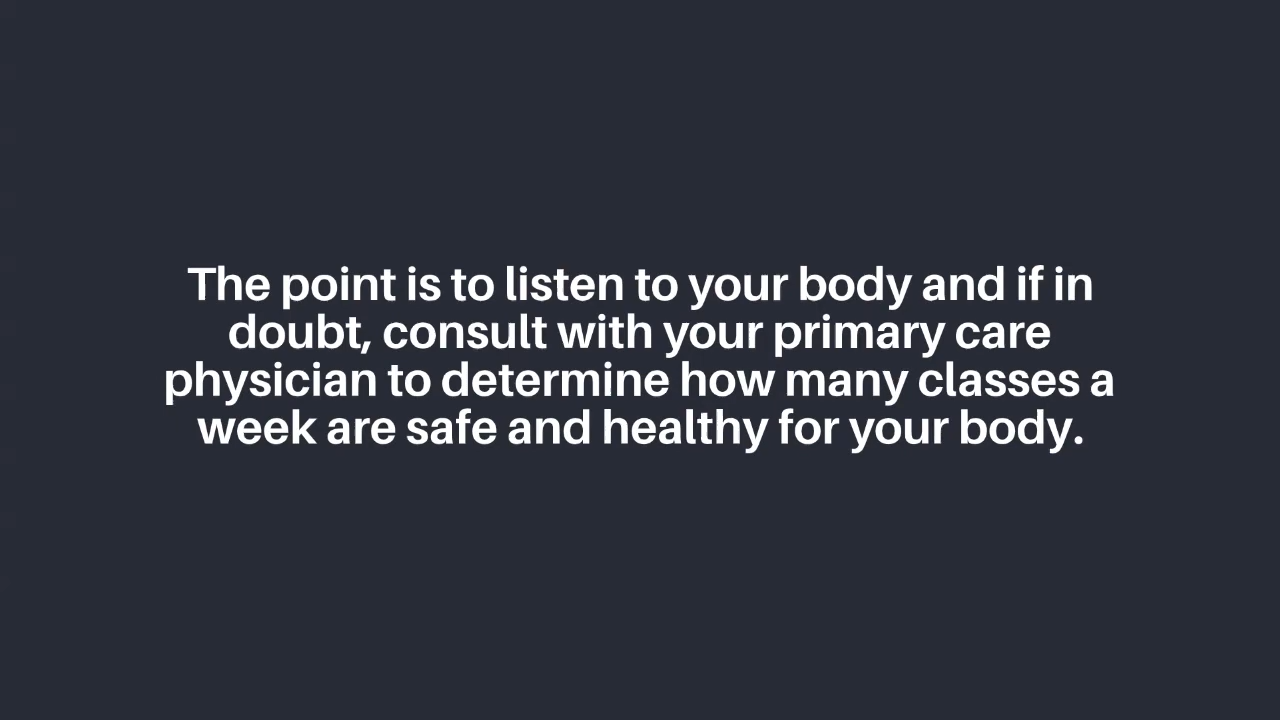 The point is to listen to your body and if in
doubt, consult with your primary care
physician to determine how many classes a
week are safe and healthy for your body.